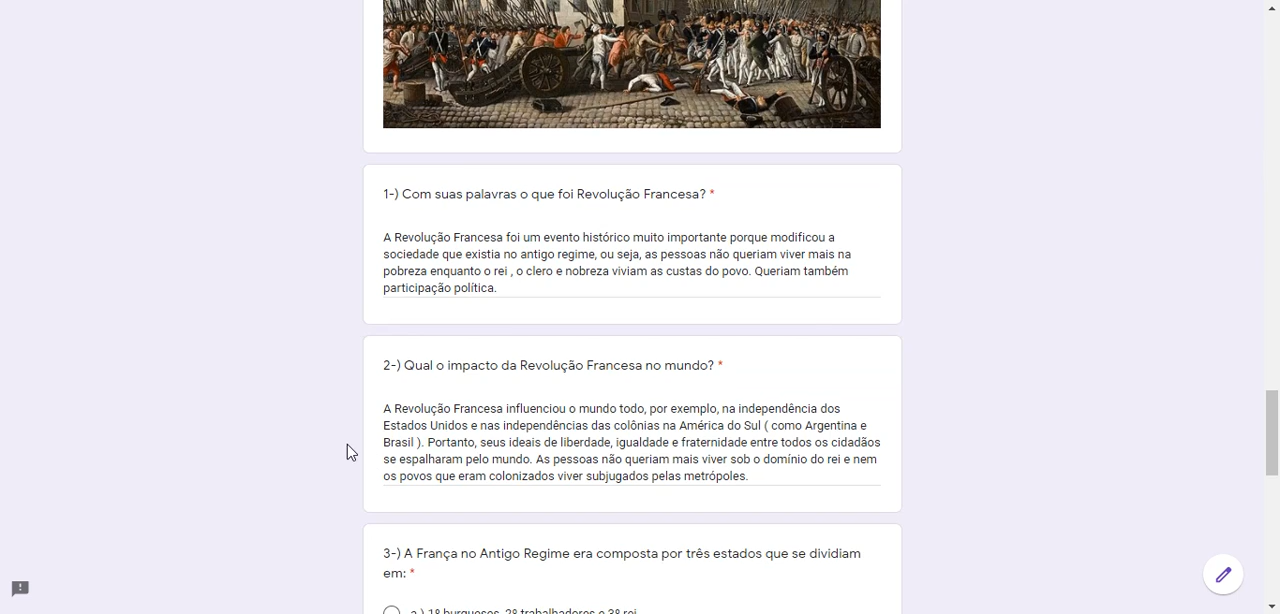 1-) Com suas palavras o que foi Revolução Francesa? *
A Revolução Francesa foi um evento histórico muito importante porque modificou a
sociedade que existia no antigo regime, ou seja, as pessoas não queriam viver mais na
pobreza enquanto o rei , o clero e nobreza viviam as custas do povo. Queriam também
participação política.
2-) Qual o impacto da Revolução Francesa no mundo? *
A Revolução Francesa influenciou o mundo todo, por exemplo, na independência dos
Estados Unidos e nas independências das colônias na América do Sul ( como Argentina e
Brasil ). Portanto, seus ideais de liberdade, igualdade e fraternidade entre todos os cidadãos
se espalharam pelo mundo. As pessoas não queriam mais viver sob o domínio do rei e nem
os povos que eram colonizados viver subjugados pelas metrópoles.
3-) A França no Antigo Regime era composta por três estados que se dividiam
em: *
a ) 1º burgueses, 2º trabalhadores e 3º rei